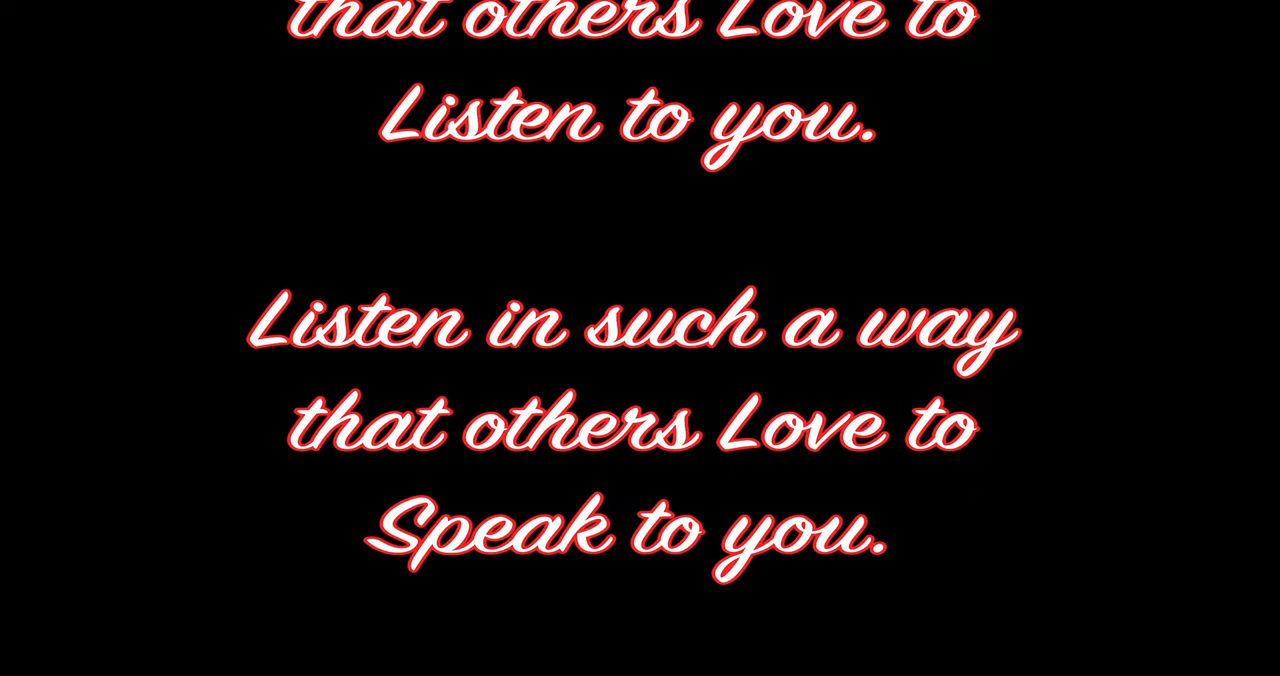 that others Love to
Listen to you.
Listen in such a way
that others Love to
Speak to you.